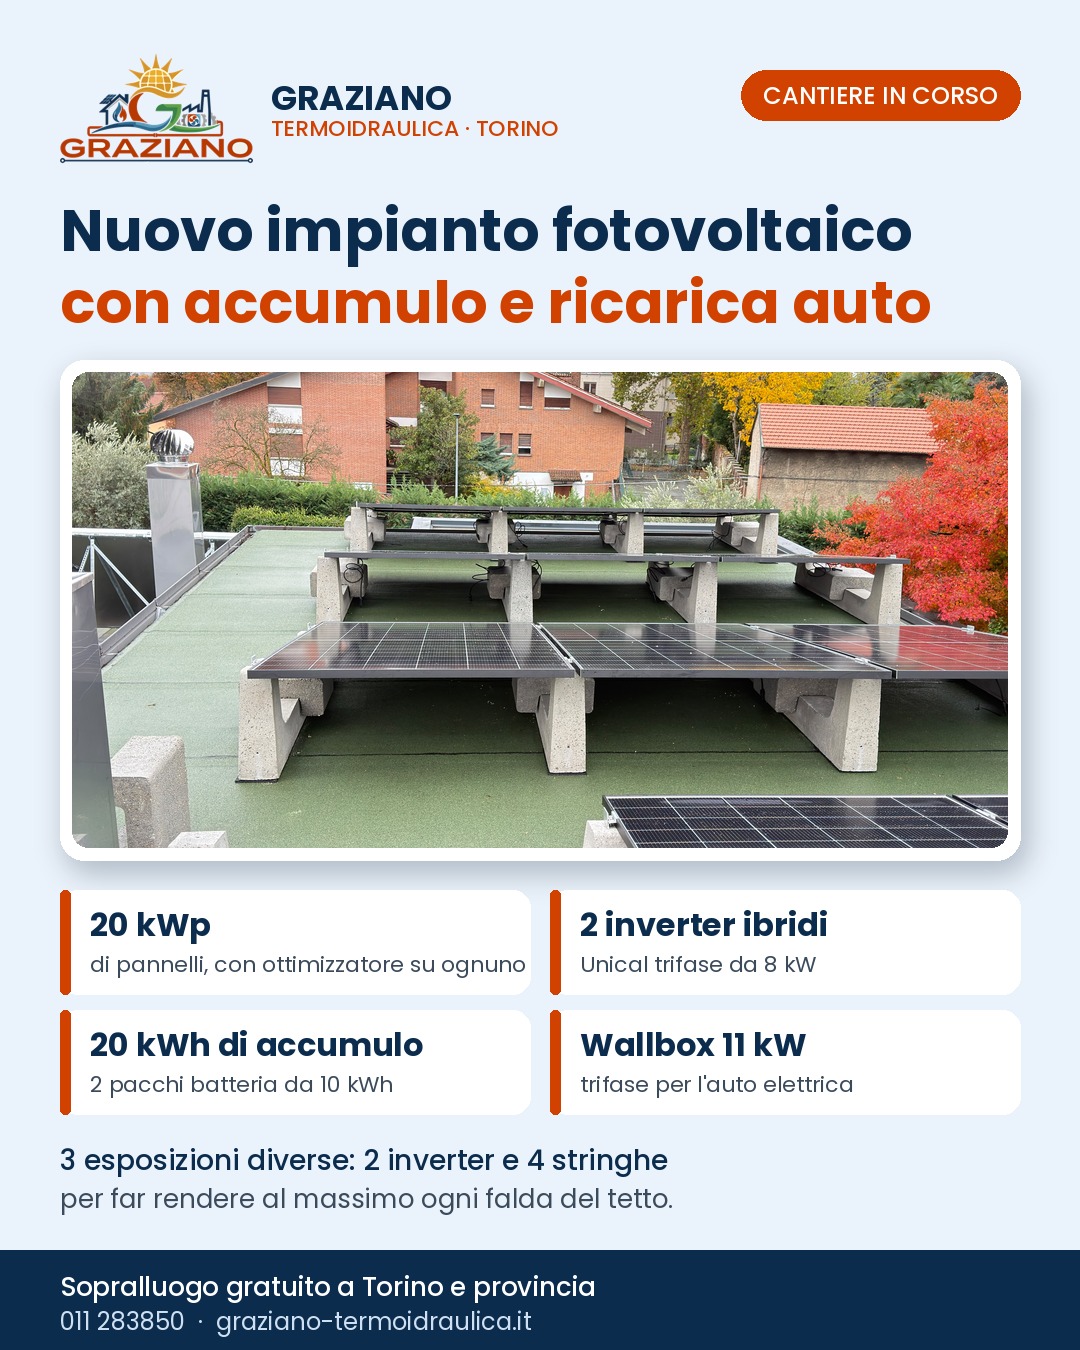 GRAZIANO
GRAZIANO
TERMOIDRAULICA · TORINO
CANTIERE IN CORSO
Nuovo impianto fotovoltaico
con accumulo e ricarica auto
20 kWp
di pannelli, con ottimizzatore su ognuno
2 inverter ibridi
Unical trifase da 8 kW
20 kWh di accumulo
2 pacchi batteria da 10 kWh
Wallbox 11 kW
trifase per l'auto elettrica
3 esposizioni diverse: 2 inverter e 4 stringhe
per far rendere al massimo ogni falda del tetto.
Sopralluogo gratuito a Torino e provincia
011 283850 · graziano-termoidraulica.it